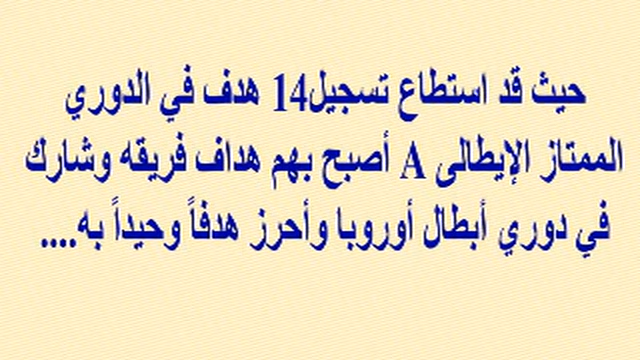 حيث قد استطاع تسجيل14 هدف في الدوري
الممتاز الإيطالى A أصبح بهم هداف فريقه وشارك
في دوري أبطال أوروبا وأحرز هدفاً وحيداً به....